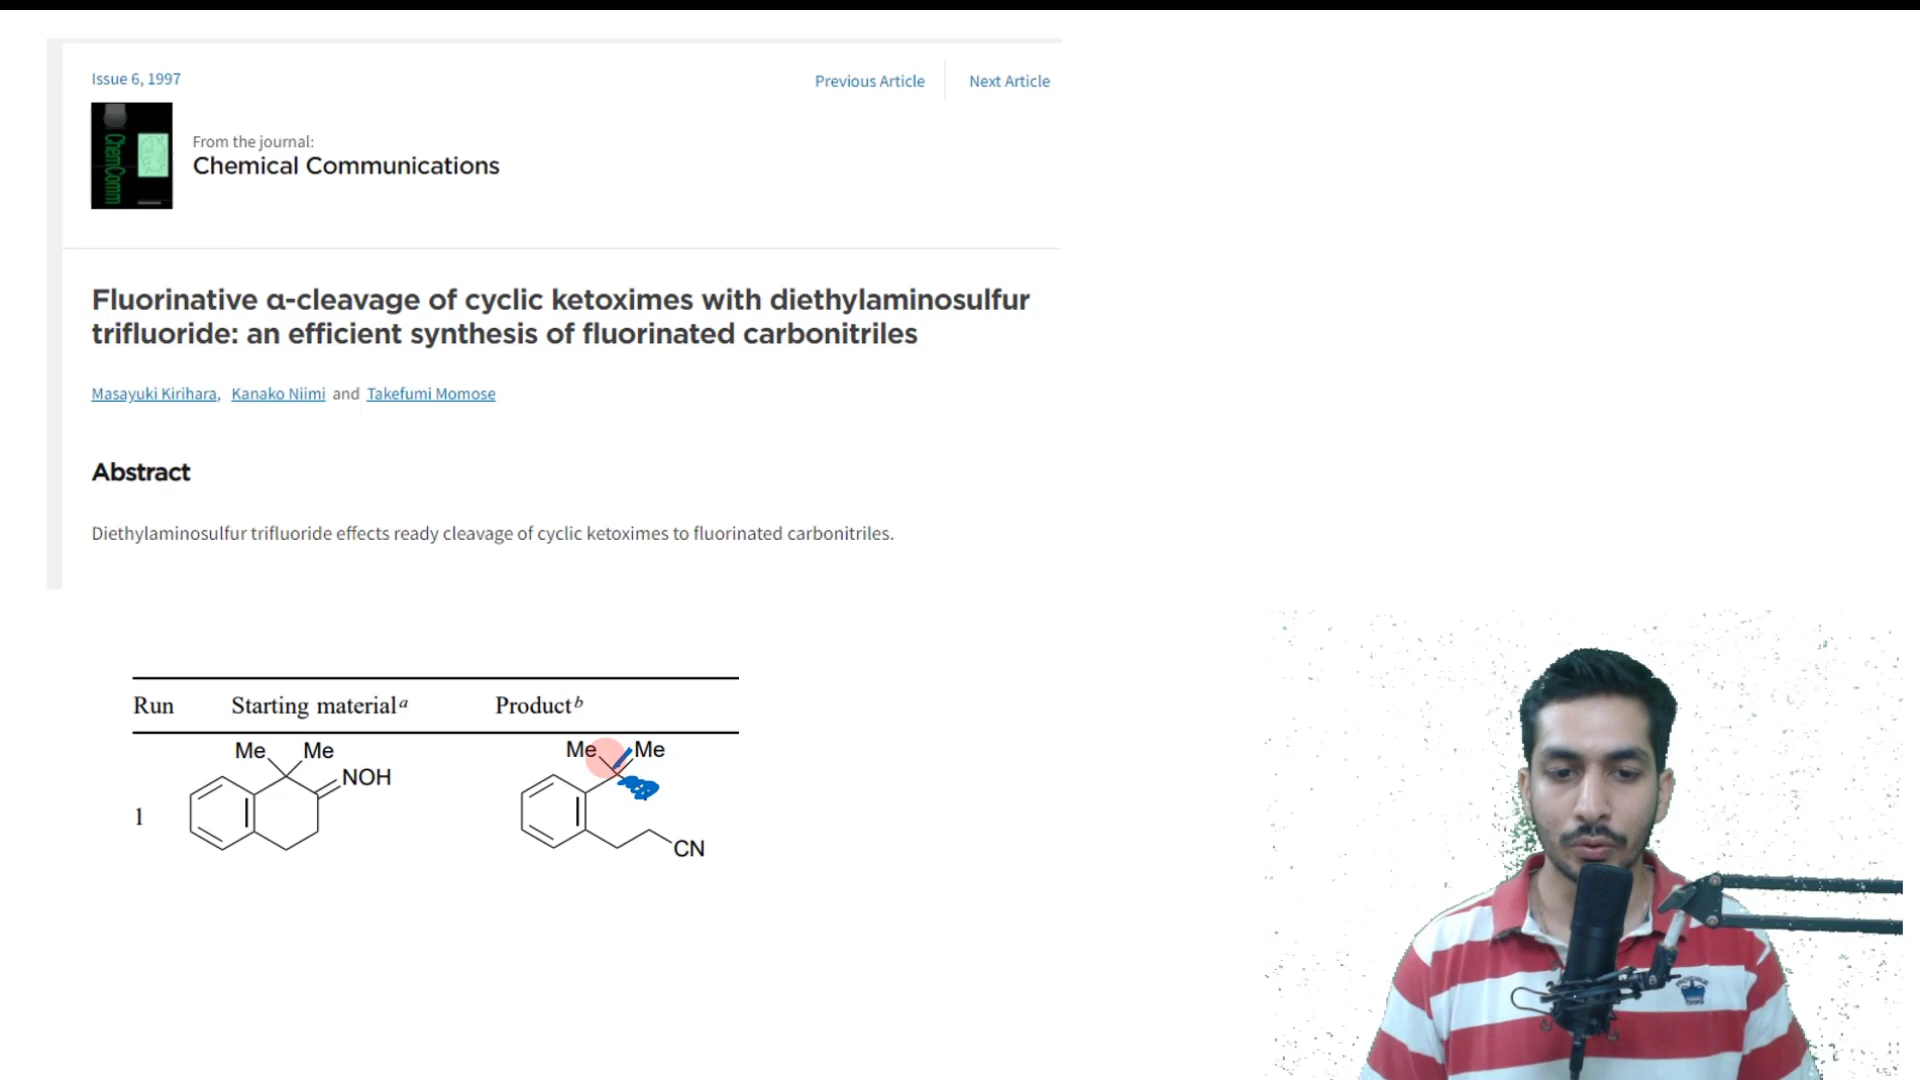 Issue 6, 1997
Previous Article
Next Article
ChemComm
From the journal:
Chemical Communications
Fluorinative α-cleavage of cyclic ketoximes with diethylaminosulfur
trifluoride: an efficient synthesis of fluorinated carbonitriles
Masayuki Kirihara, Kanako Niimi and Takefumi Momose
Abstract
Diethylaminosulfur trifluoride effects ready cleavage of cyclic ketoximes to fluorinated carbonitriles.
Run Starting material a Product b
Me Me Me Me
NOH
1
CN